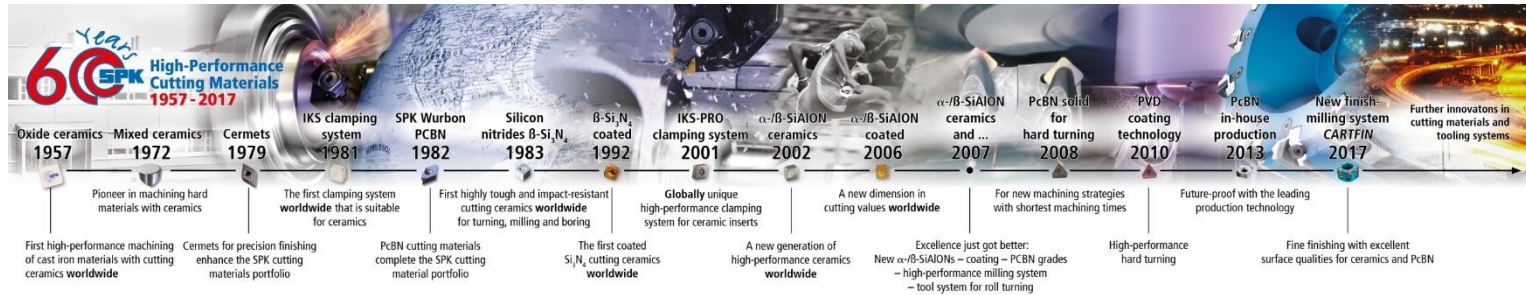 60 Years
SPK
High-Performance
Cutting Materials
1957 - 2017
Oxide ceramics
1957
Mixed ceramics
1972
Cermets
1979
IKS clamping
system
1981
SPK Wurbon
PCBN
1982
Silicon
nitrides ß-Si₃N₄
1983
ß-Si₃N₄
coated
1992
IKS-PRO
clamping system
2001
α-/ß-SiAlON
ceramics
2002
α-/ß-SiAlON
coated
2006
α-/ß-SiAlON
ceramics
and ...
2007
PcBN solid
for
hard turning
2008
PVD
coating
technology
2010
PcBN
in-house
production
2013
New finish-
milling system
CARTFIN
2017
Further innovatons in
cutting materials and
tooling systems
First high-performance machining
of cast iron materials with cutting
ceramics worldwide
Pioneer in machining hard
materials with ceramics
Cermets for precision finishing
enhance the SPK cutting
materials portfolio
The first clamping system
worldwide that is suitable
for ceramics
PcBN cutting materials
complete the SPK cutting
material portfolio
First highly tough and impact-resistant
cutting ceramics worldwide
for turning, milling and boring
The first coated
Si₃N₄ cutting ceramics
worldwide
Globally unique
high-performance clamping
system for ceramic inserts
A new generation of
high-performance ceramics
worldwide
A new dimension in
cutting values worldwide
Excellence just got better:
New α-/ß-SiAlONs – coating – PCBN grades
– high-performance milling system
– tool system for roll turning
For new machining strategies
with shortest machining times
High-performance
hard turning
Future-proof with the leading
production technology
Fine finishing with excellent
surface qualities for ceramics and PcBN